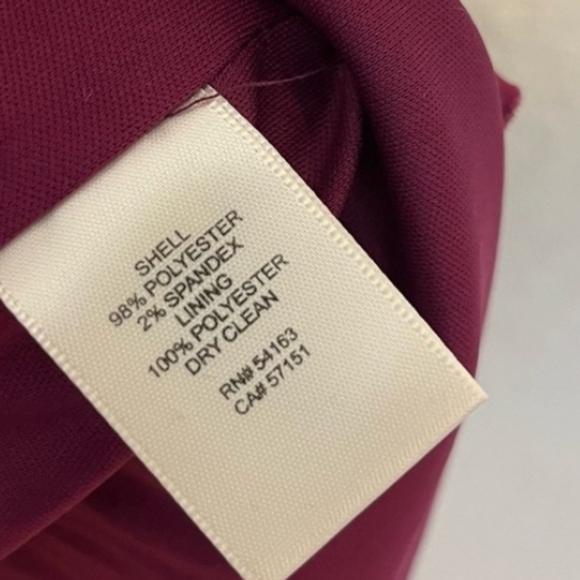 SHELL
98% POLYESTER
2% SPANDEX
LINING
100% POLYESTER
DRY CLEAN
RN# 54163
CA# 57151